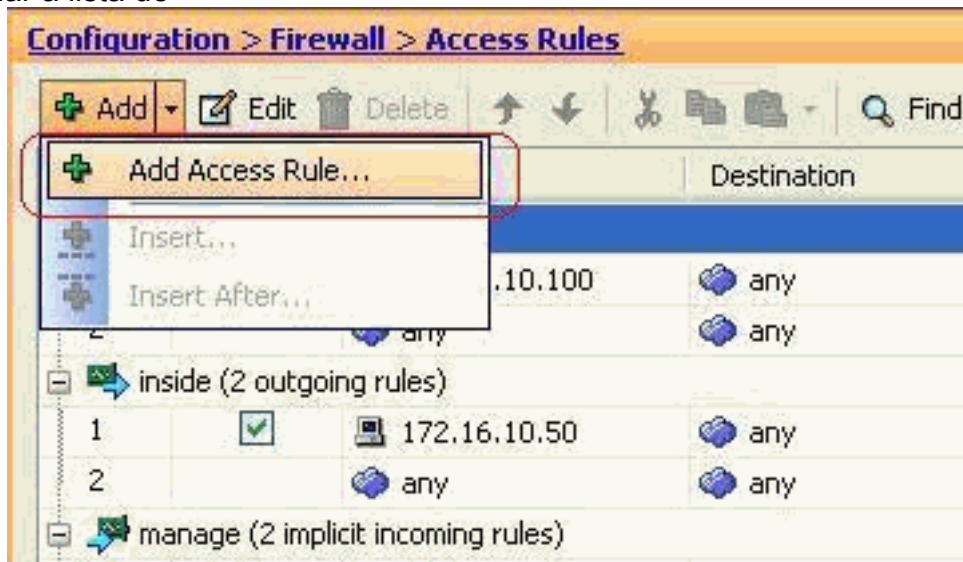 Configuration > Firewall > Access Rules
Add Edit Delete Find
Add Access Rule... Destination
Insert...
Insert After... .10.100 any
2 any any
inside (2 outgoing rules)
1 172.16.10.50 any
2 any any
manage (2 implicit incoming rules)